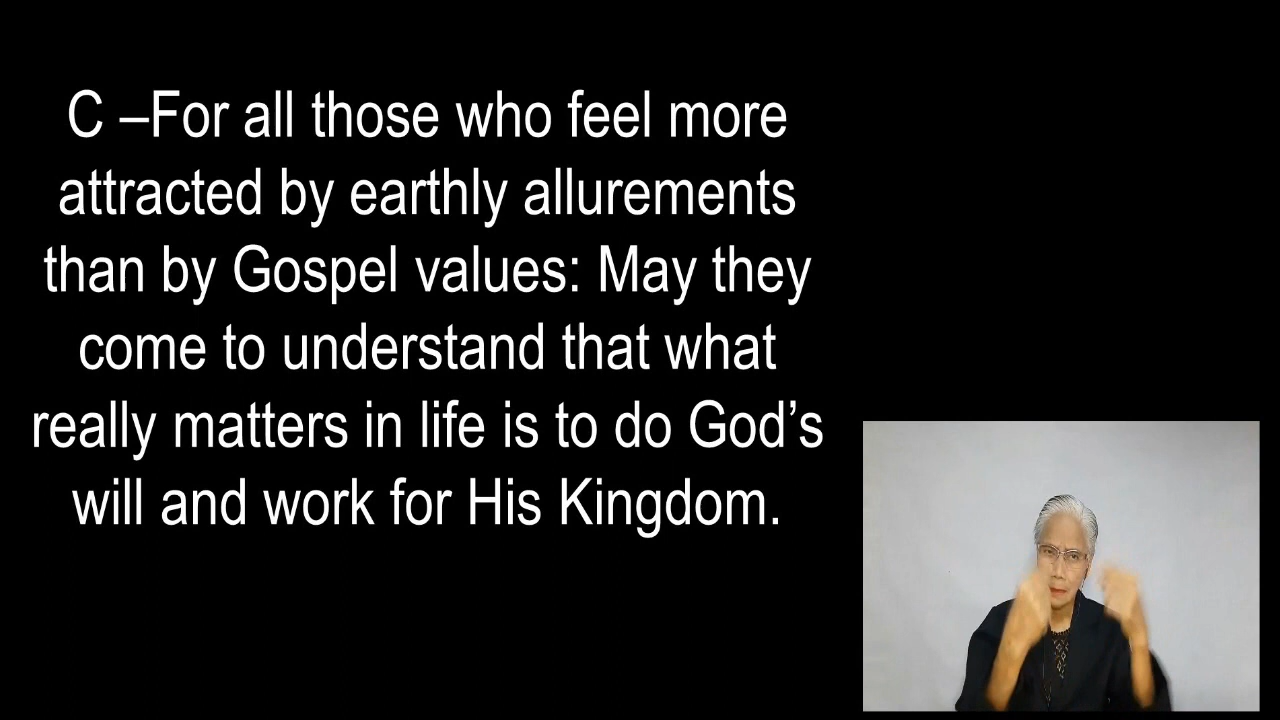 C –For all those who feel more
attracted by earthly allurements
than by Gospel values: May they
come to understand that what
really matters in life is to do God’s
will and work for His Kingdom.